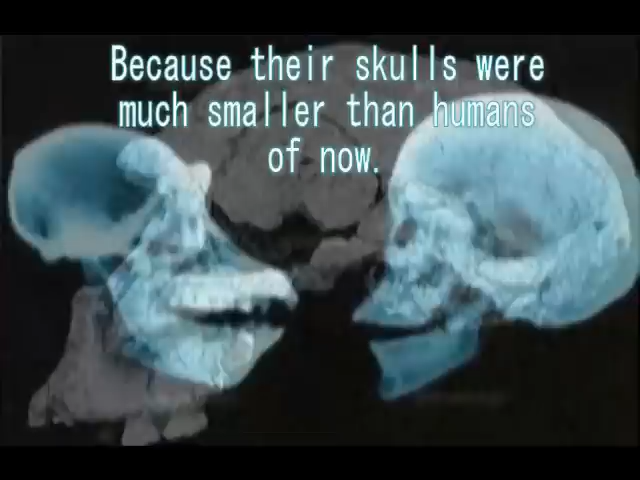 Because their skulls were
much smaller than humans
of now.